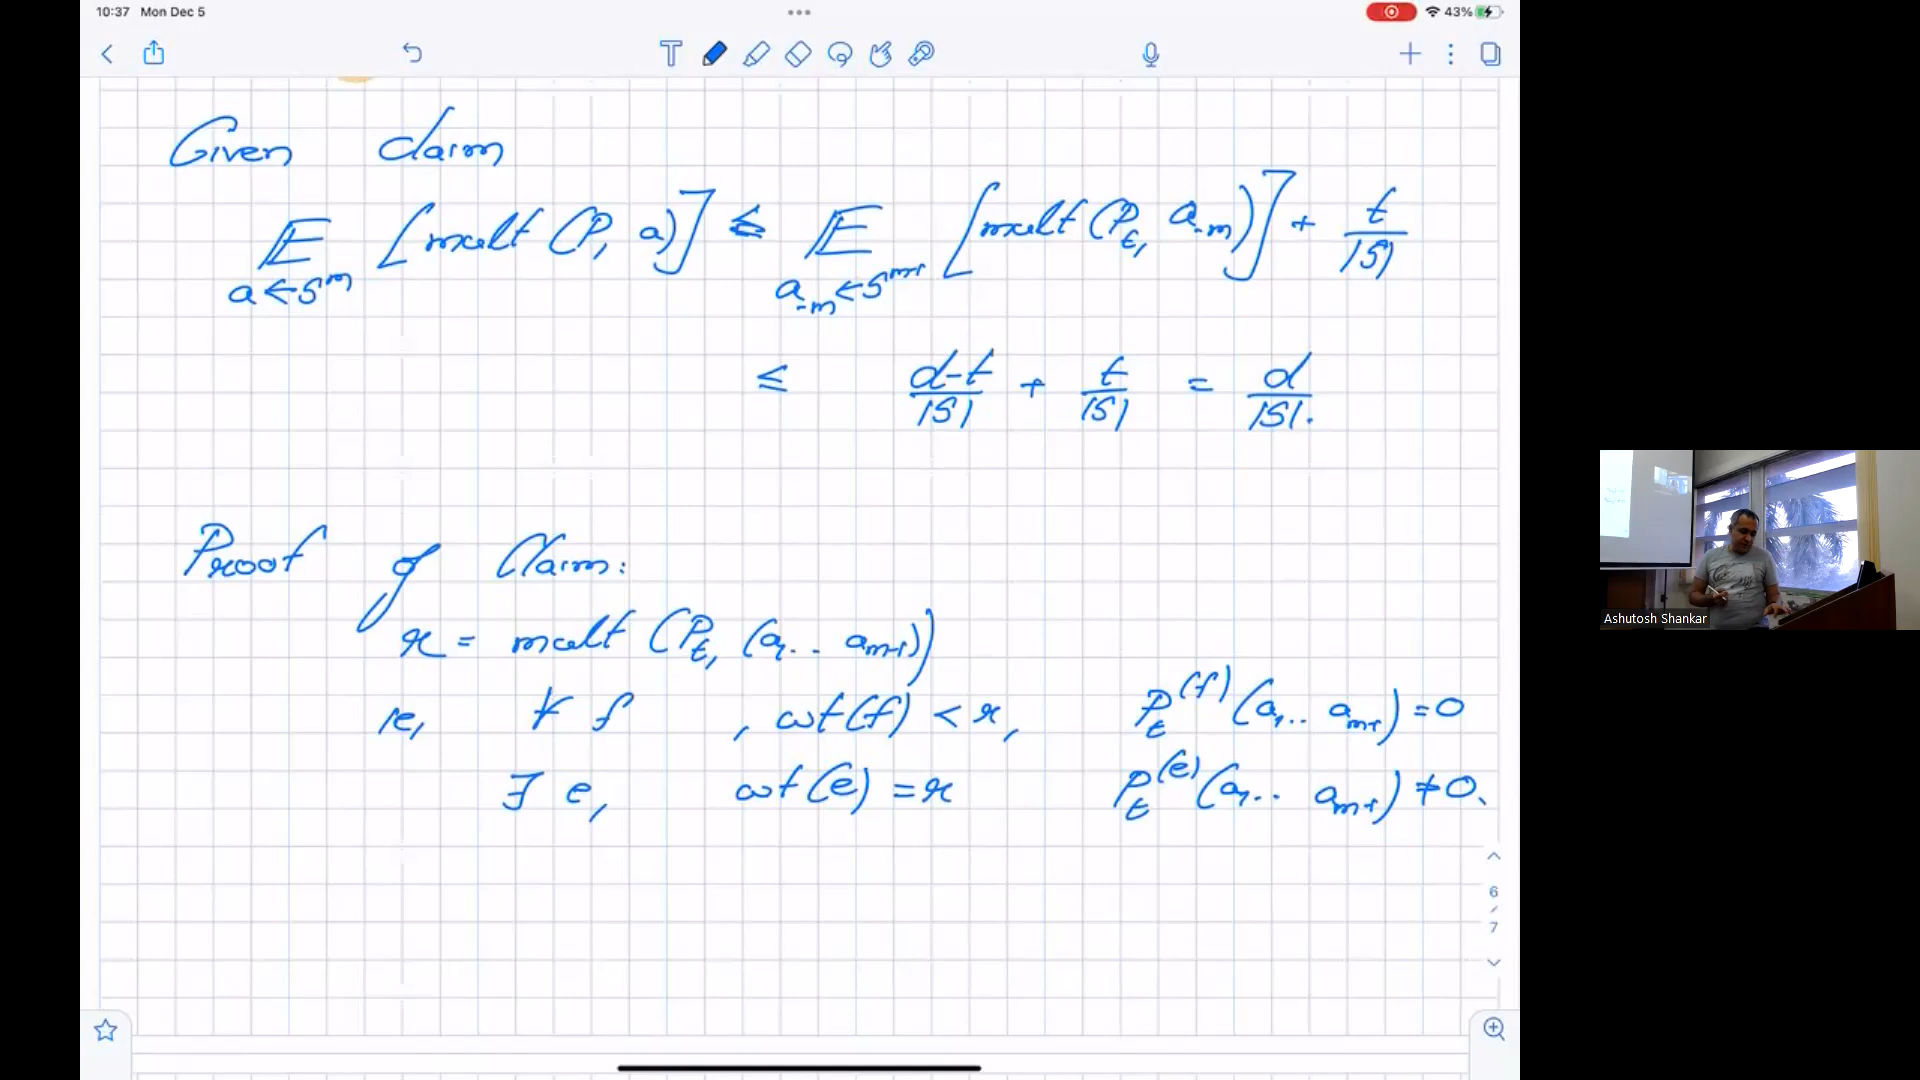 10:37 Mon Dec 5
43%
Given claim
𝔼_{a←S^m} [mult(P, a)] ≤ 𝔼_{a_{-m}←S^{m-1}} [mult(P_t, a_{-m})] + t/|S|
≤ (d-t)/|S| + t/|S| = d/|S|.
Proof of Claim:
r = mult(P_t, (a_1.. a_{m-1}))
ie, ∀ f , wt(f) < r, P_t^{(f)}(a_1.. a_{m-1}) = 0
∃ e, wt(e) = r P_t^{(e)}(a_1.. a_{m-1}) ≠ 0.
6
7
Ashutosh Shankar